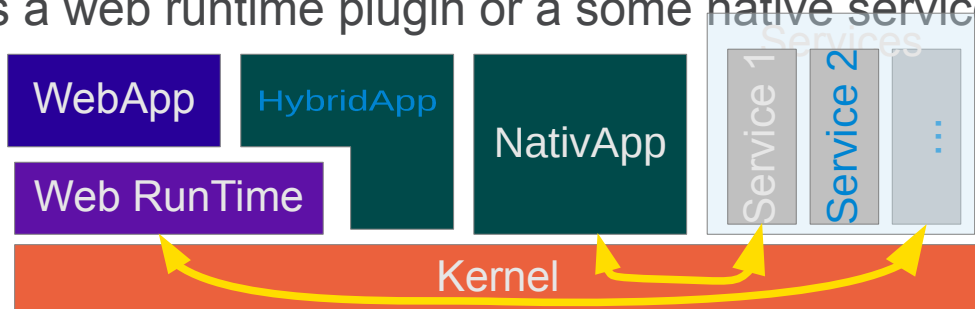 s a web runtime plugin or a some native servic
Services
WebApp
HybridApp
NativApp
Service 1
Service 2
...
Web RunTime
Kernel